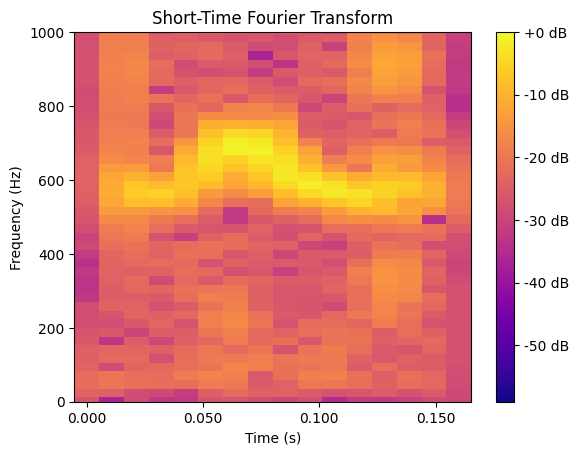 Short-Time Fourier Transform
1000
800
600
400
200
0
Frequency (Hz)
0.000
0.050
0.100
0.150
Time (s)
+0 dB
-10 dB
-20 dB
-30 dB
-40 dB
-50 dB